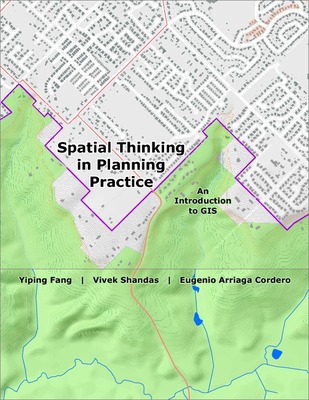 Spatial Thinking
in Planning
Practice
An
Introduction
to GIS
Yiping Fang | Vivek Shandas | Eugenio Arriaga Cordero